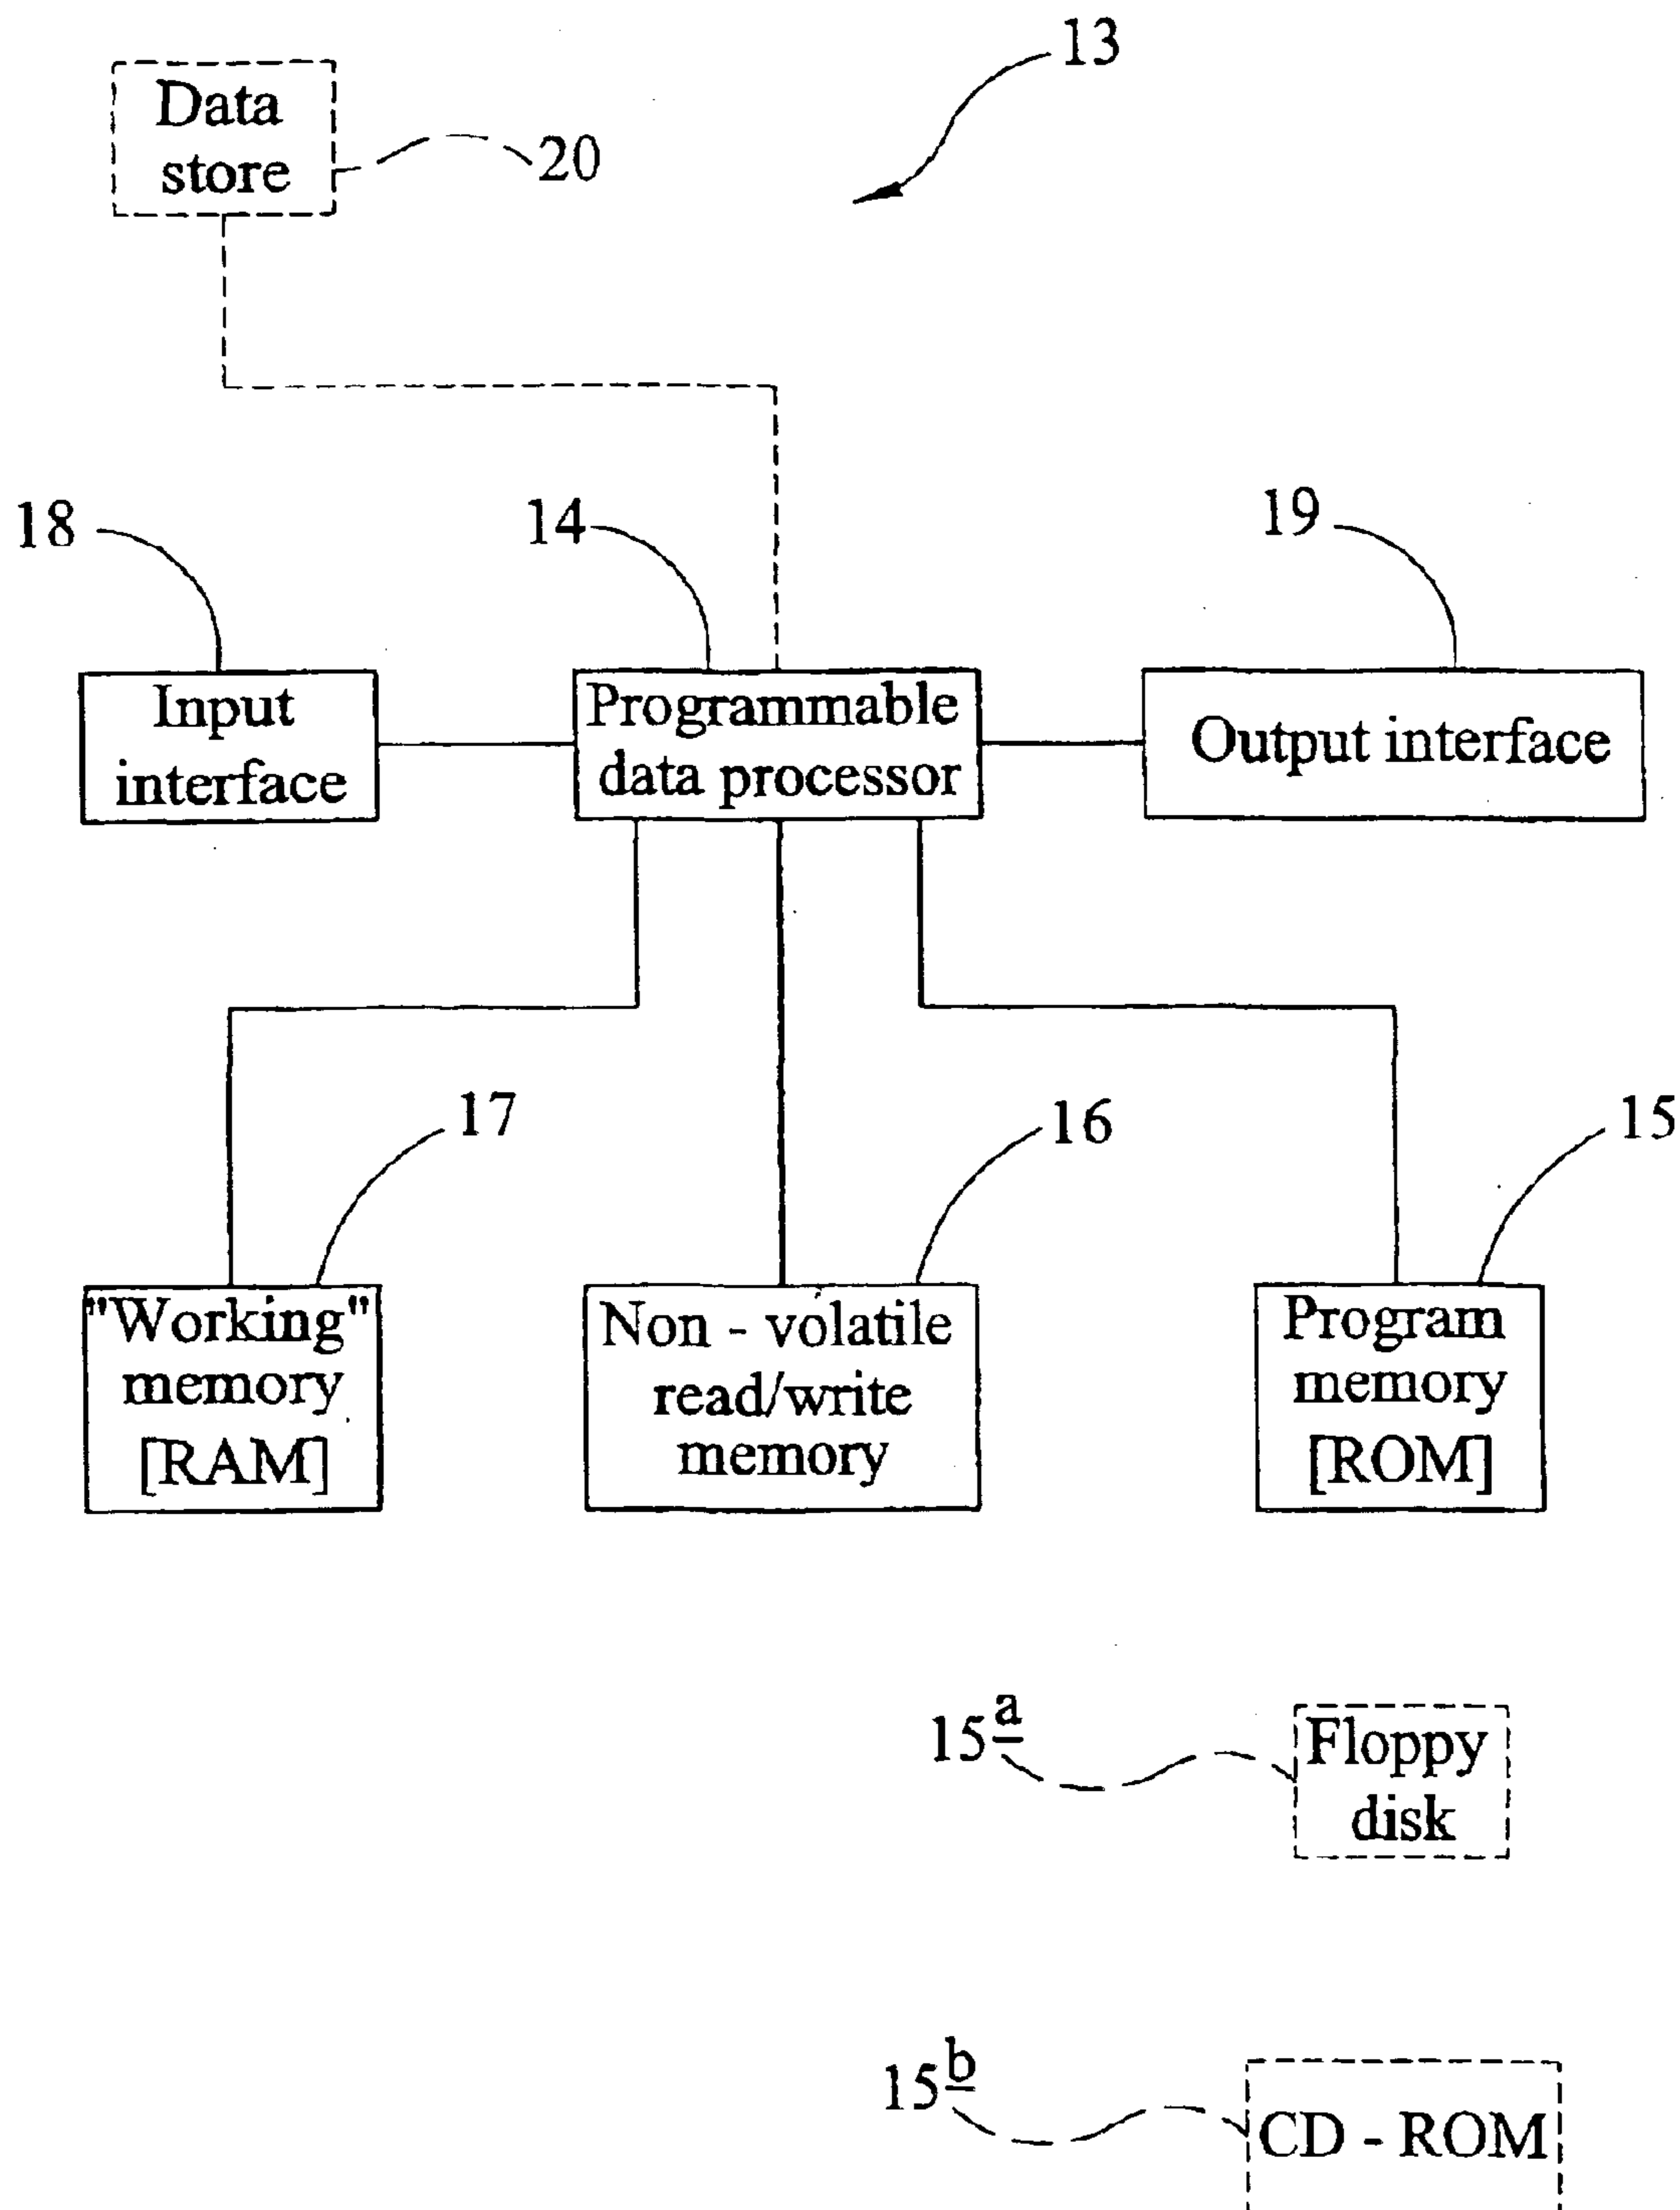 13
Data
store
20
18
14
19
Input
interface
Programmable
data processor
Output interface
17
16
15
"Working"
memory
[RAM]
Non - volatile
read/write
memory
Program
memory
[ROM]
15a
Floppy
disk
15b
CD - ROM